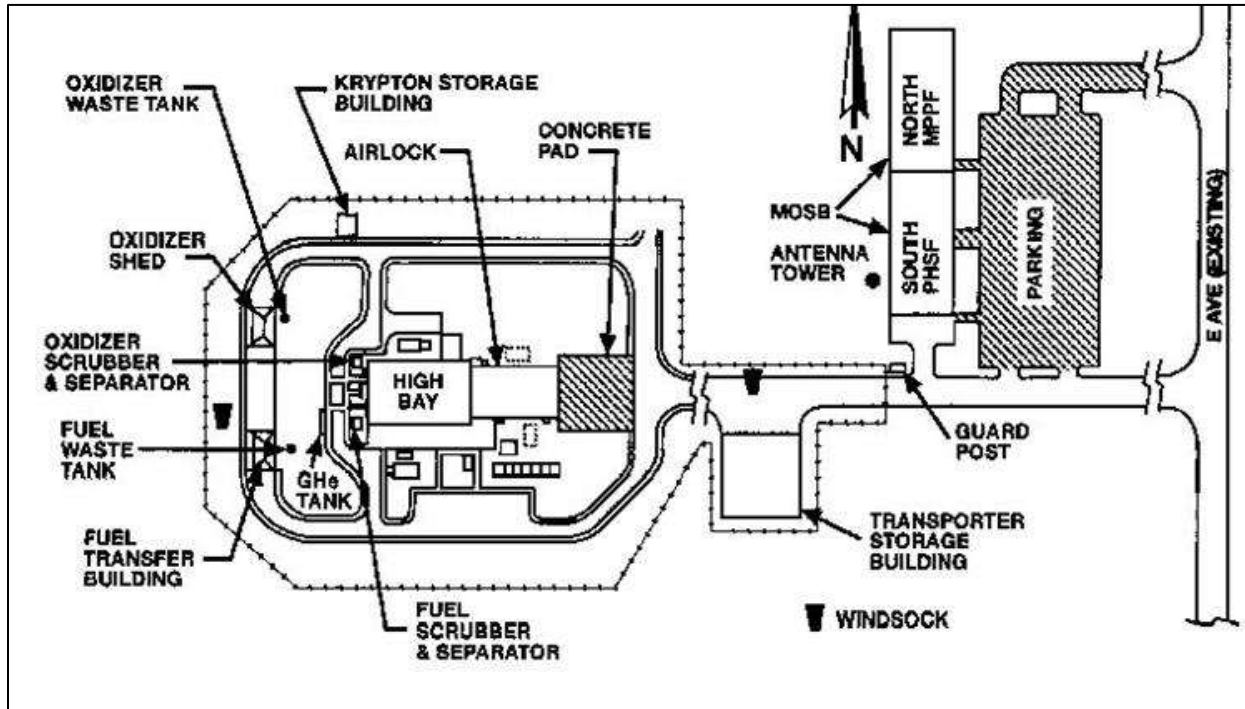 OXIDIZER
WASTE TANK
KRYPTON STORAGE
BUILDING
AIRLOCK
CONCRETE
PAD
N
NORTH
MPPF
MOSB
SOUTH
PHSF
ANTENNA
TOWER
PARKING
E AVE (EXISTING)
OXIDIZER
SHED
OXIDIZER
SCRUBBER
& SEPARATOR
HIGH
BAY
FUEL
WASTE
TANK
GHe
TANK
GUARD
POST
FUEL
TRANSFER
BUILDING
TRANSPORTER
STORAGE
BUILDING
FUEL
SCRUBBER
& SEPARATOR
WINDSOCK